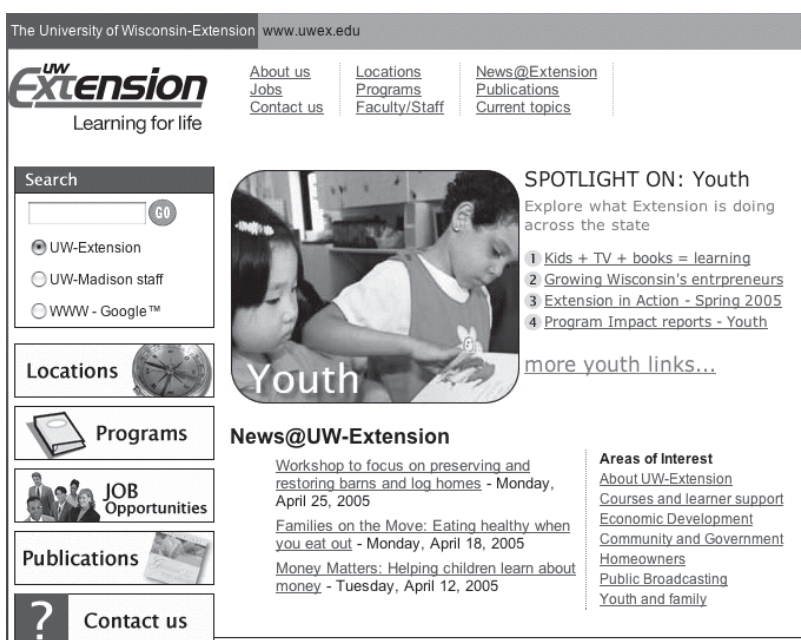 The University of Wisconsin-Extension www.uwex.edu
UW
Extension
Learning for life
About us
Jobs
Contact us
Locations
Programs
Faculty/Staff
News@Extension
Publications
Current topics
Search
GO
UW-Extension
UW-Madison staff
WWW - Google™
Locations
Programs
JOB
Opportunities
Publications
?
Contact us
Youth
SPOTLIGHT ON: Youth
Explore what Extension is doing
across the state
1 Kids + TV + books = learning
2 Growing Wisconsin's entrpreneurs
3 Extension in Action - Spring 2005
4 Program Impact reports - Youth
more youth links...
News@UW-Extension
Workshop to focus on preserving and
restoring barns and log homes - Monday,
April 25, 2005
Families on the Move: Eating healthy when
you eat out - Monday, April 18, 2005
Money Matters: Helping children learn about
money - Tuesday, April 12, 2005
Areas of Interest
About UW-Extension
Courses and learner support
Economic Development
Community and Government
Homeowners
Public Broadcasting
Youth and family